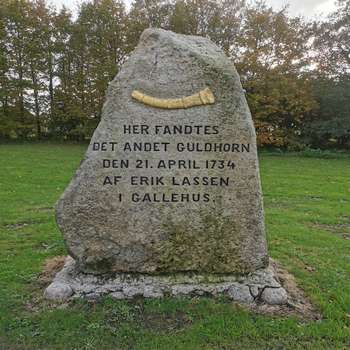 HER FANDTES
DET ANDET GULDHORN
DEN 21. APRIL 1734
AF ERIK LASSEN
I GALLEHUS.